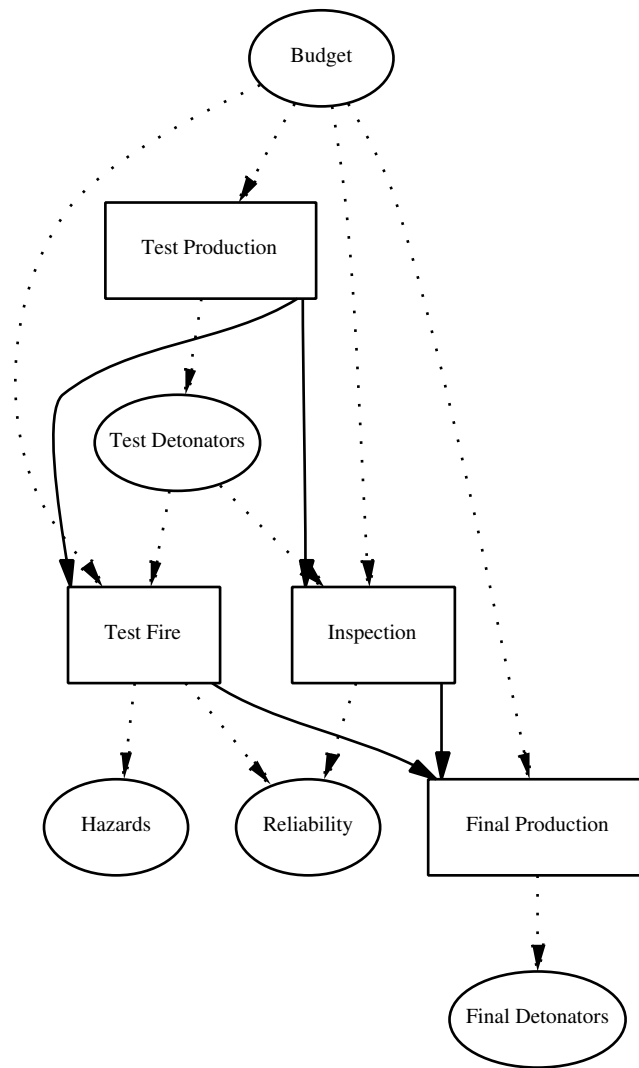 Budget
Test Production
Test Detonators
Test Fire
Inspection
Hazards
Reliability
Final Production
Final Detonators